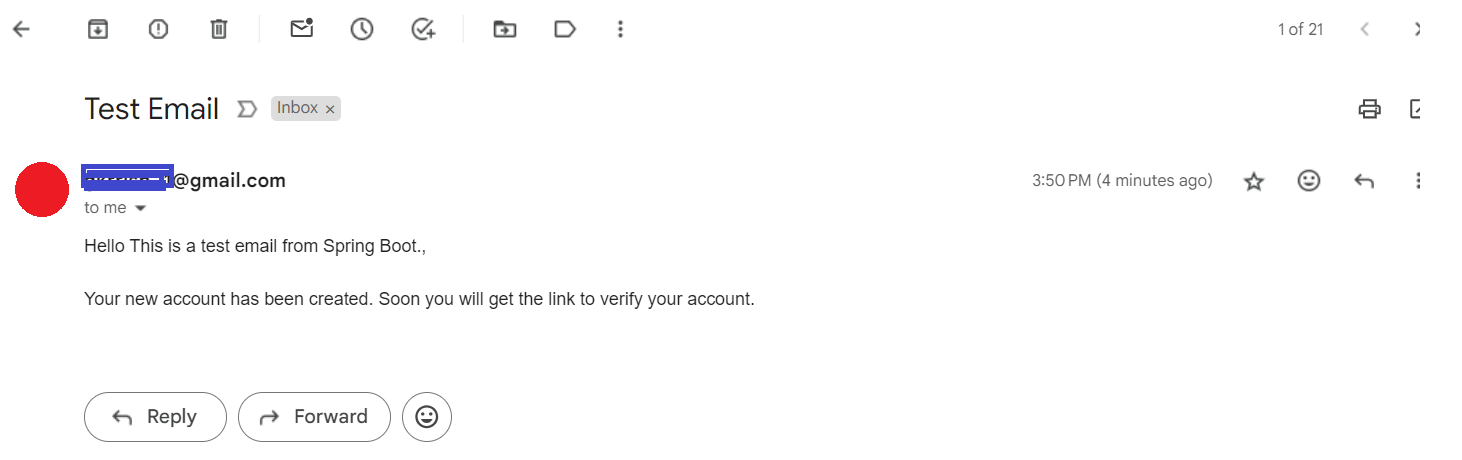 1 of 21
Test Email Inbox ×
@gmail.com 3:50 PM (4 minutes ago)
to me
Hello This is a test email from Spring Boot.,
Your new account has been created. Soon you will get the link to verify your account.
Reply Forward